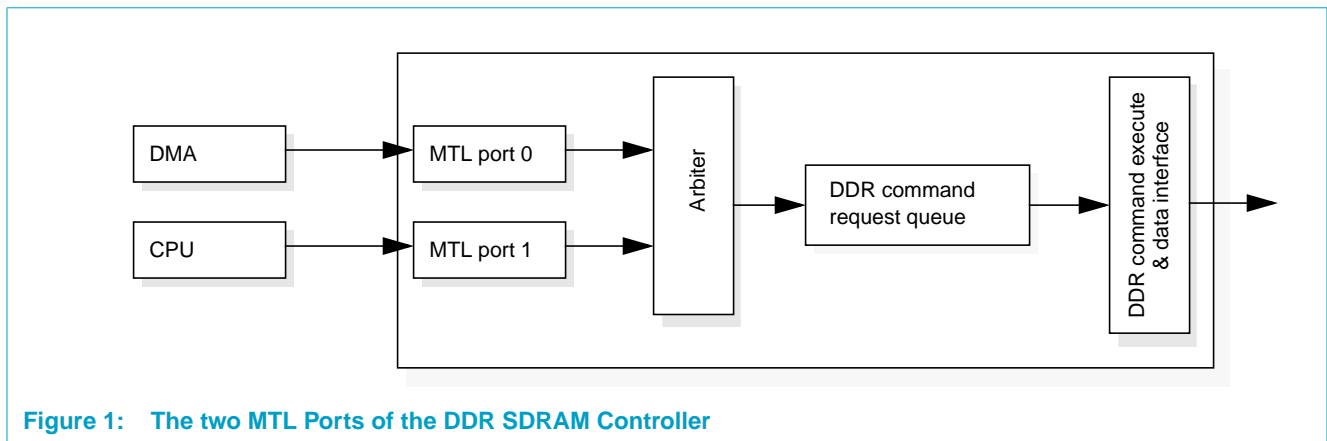 DMA
MTL port 0
CPU
MTL port 1
Arbiter
DDR command
request queue
DDR command execute
& data interface
Figure 1: The two MTL Ports of the DDR SDRAM Controller